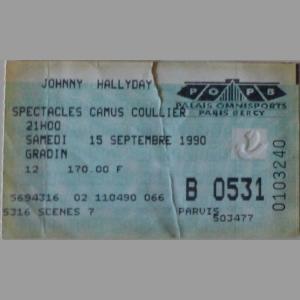 JOHNNY HALLYDAY
POPB
PALAIS OMNISPORTS
PARIS BERCY
SPECTACLES CAMUS COULLIER
21H00
SAMEDI 15 SEPTEMBRE 1990
GRADIN
12 170.00 F
B 0531
5694316 02 110490 066
PARVIS
5316 SCENES 7
503477
0103240